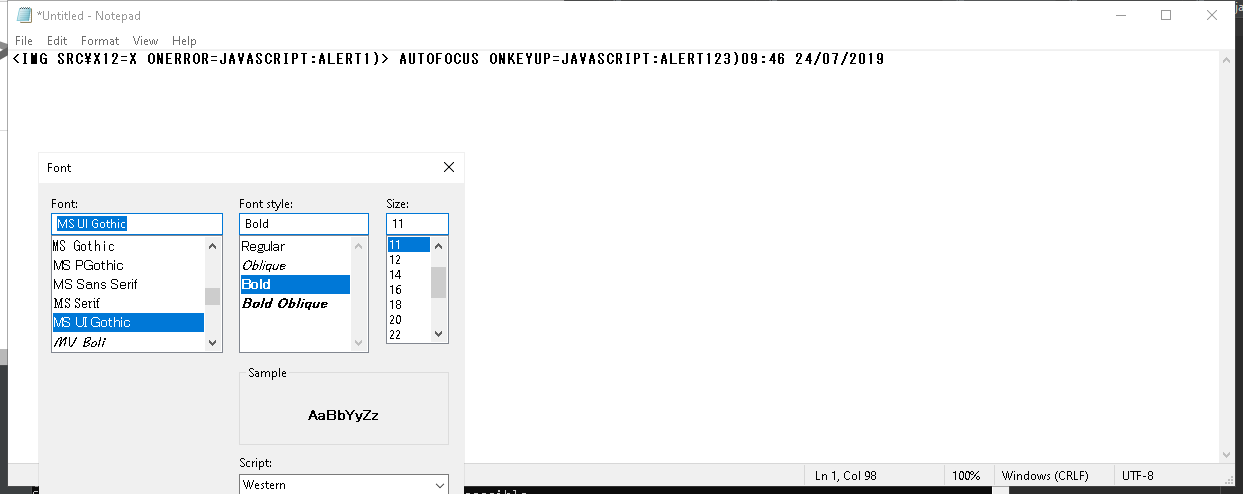 *Untitled - Notepad
File Edit Format View Help
<IMG SRC¥X12=X ONERROR=JAVASCRIPT:ALERT1)> AUTOFOCUS ONKEYUP=JAVASCRIPT:ALERT123)09:46 24/07/2019
Font
Font:
MS UI Gothic
MS Gothic
MS PGothic
MS Sans Serif
MS Serif
MS UI Gothic
MV Boli
Font style:
Bold
Regular
Oblique
Bold
Bold Oblique
Size:
11
11
12
14
16
18
20
22
Sample
AaBbYyZz
Script:
Western
Ln 1, Col 98
100%
Windows (CRLF)
UTF-8